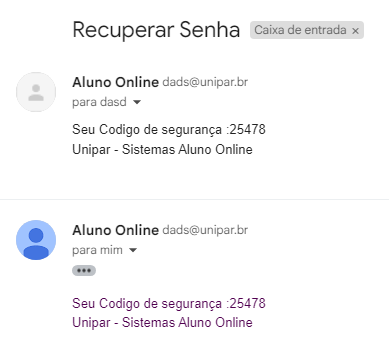 Recuperar Senha Caixa de entrada ×
Aluno Online dads@unipar.br
para dasd
Seu Codigo de segurança :25478
Unipar - Sistemas Aluno Online
Aluno Online dads@unipar.br
para mim
Seu Codigo de segurança :25478
Unipar - Sistemas Aluno Online